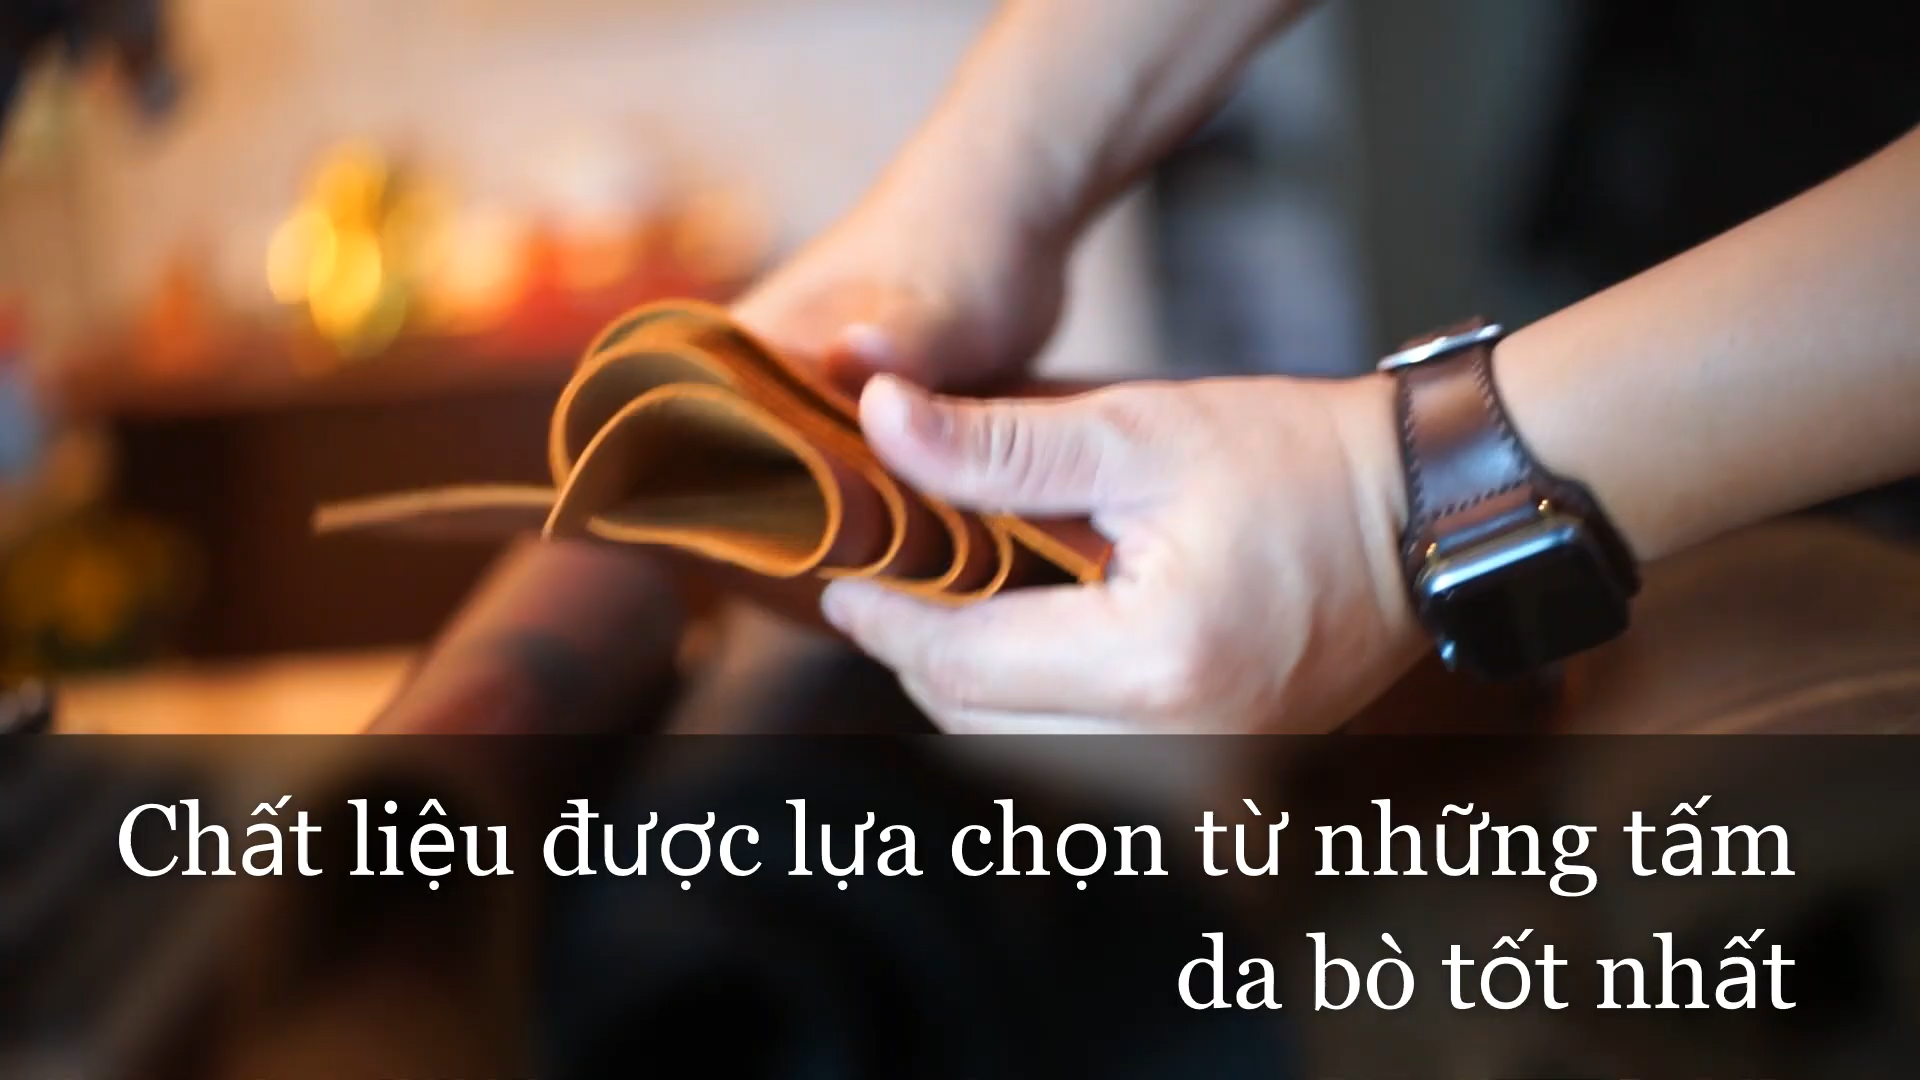 Chất liệu được lựa chọn từ những tấm
da bò tốt nhất